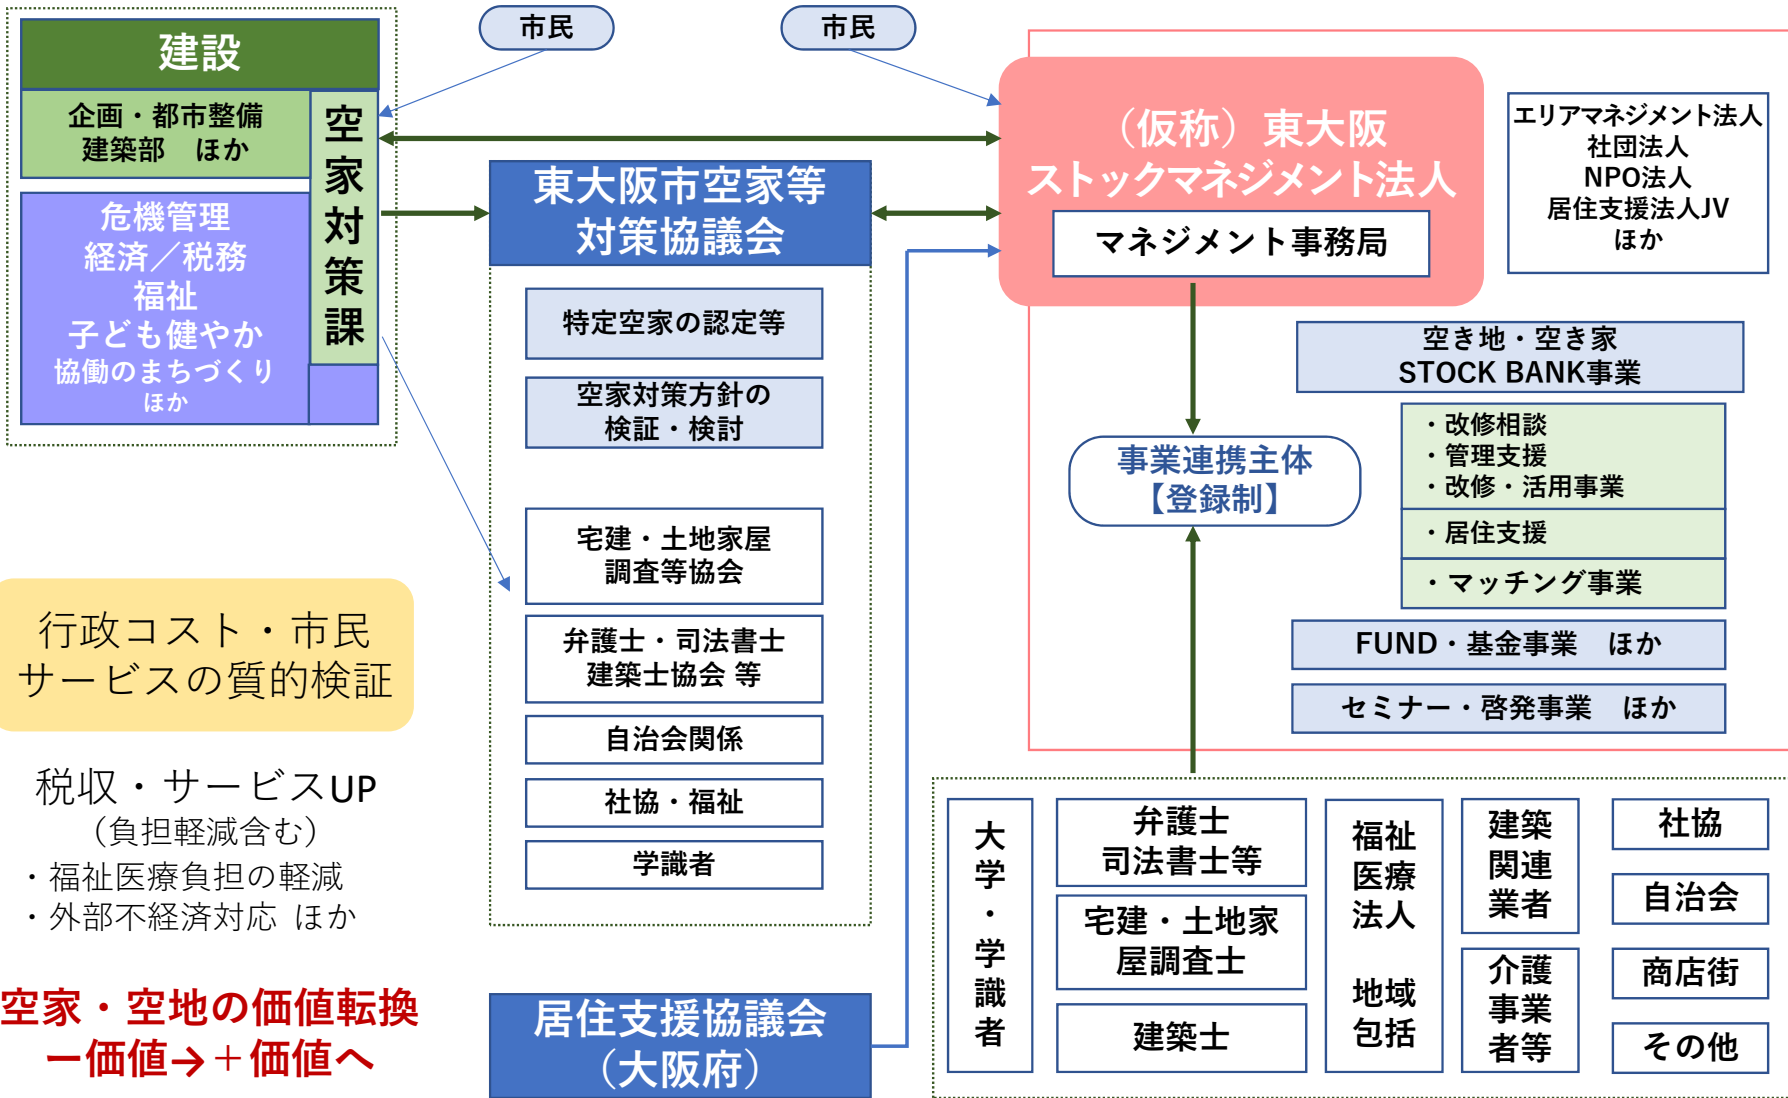 市民
市民
建設
企画・都市整備
建築部　ほか
空家対策課
危機管理
経済／税務
福祉
子ども健やか
協働のまちづくり
ほか
東大阪市空家等
対策協議会
特定空家の認定等
空家対策方針の
検証・検討
宅建・土地家屋
調査等協会
弁護士・司法書士
建築士協会 等
自治会関係
社協・福祉
学識者
居住支援協議会
（大阪府）
（仮称）東大阪
ストックマネジメント法人
マネジメント事務局
エリアマネジメント法人
社団法人
NPO法人
居住支援法人JV
ほか
空き地・空き家
STOCK BANK事業
・改修相談
・管理支援
・改修・活用事業
・居住支援
・マッチング事業
FUND・基金事業　ほか
セミナー・啓発事業　ほか
事業連携主体
【登録制】
大学・学識者
弁護士
司法書士等
宅建・土地家
屋調査士
建築士
福祉
医療
法人
地域
包括
建築
関連
業者
介護
事業
者等
社協
自治会
商店街
その他
行政コスト・市民
サービスの質的検証
税収・サービスUP
（負担軽減含む）
・福祉医療負担の軽減
・外部不経済対応 ほか
空家・空地の価値転換
ー価値→＋価値へ